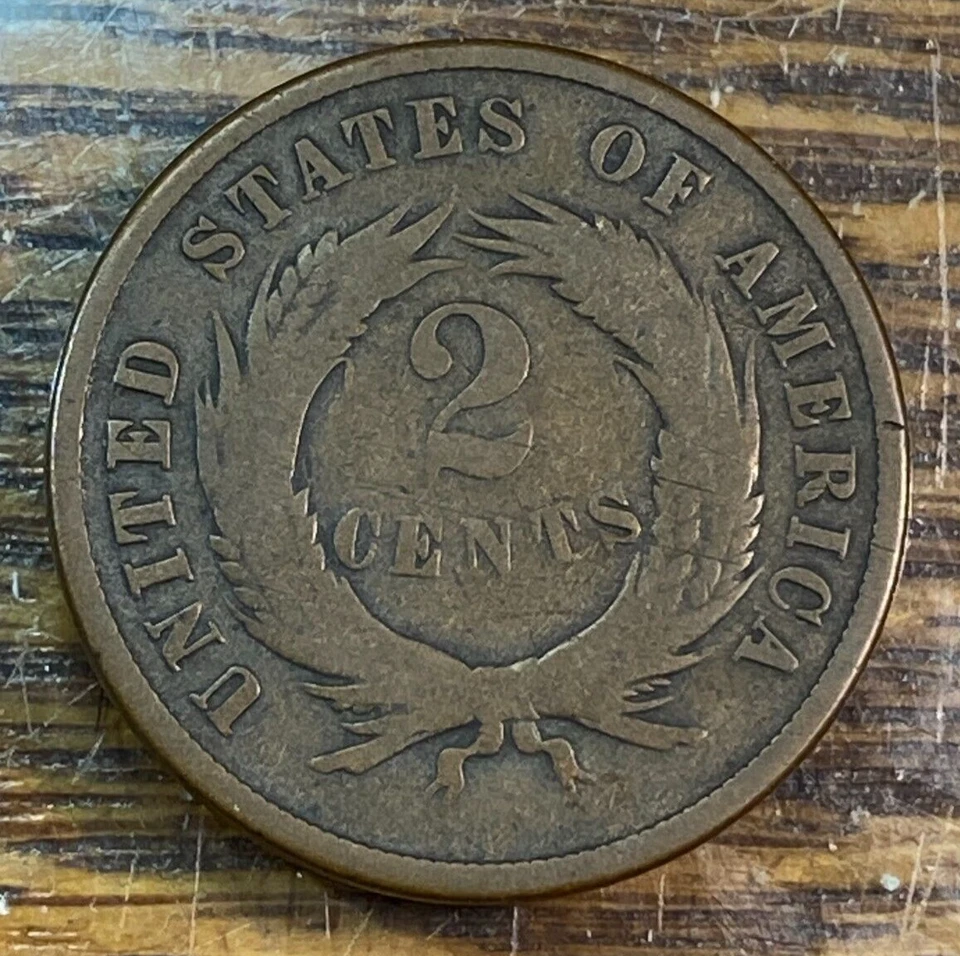 UNITED STATES OF AMERICA
2
CENTS